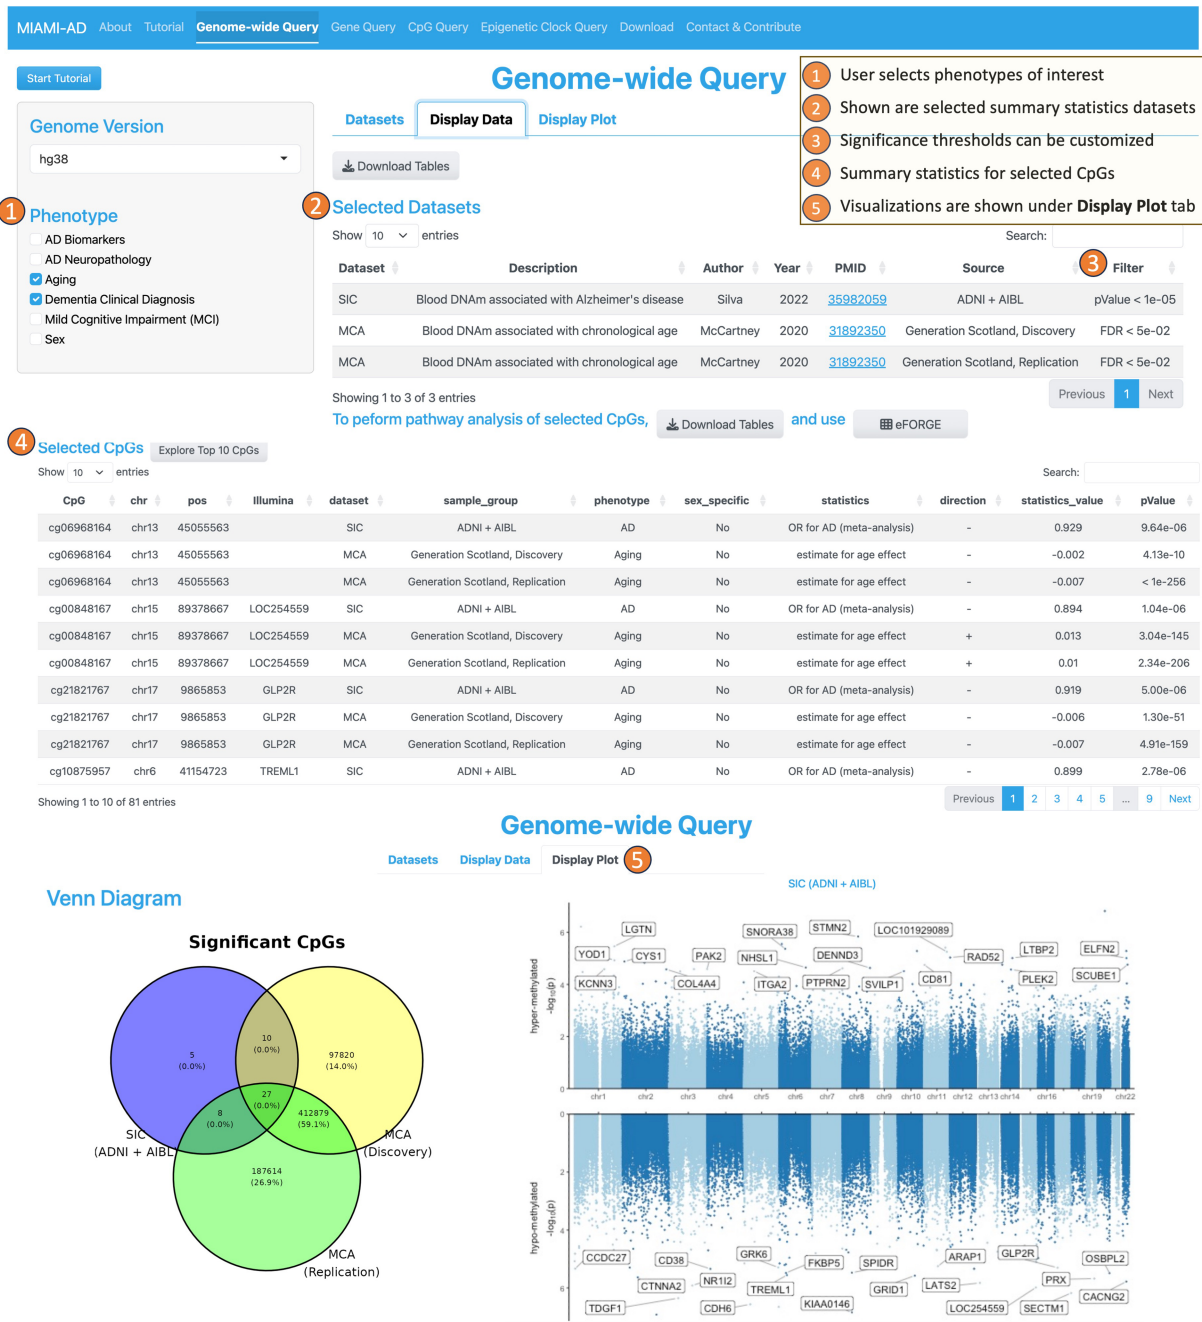 MIAMI-AD About Tutorial Genome-wide Query Gene Query CpG Query Epigenetic Clock Query Download Contact & Contribute
Start Tutorial
Genome-wide Query
1 User selects phenotypes of interest
2 Shown are selected summary statistics datasets
3 Significance thresholds can be customized
4 Summary statistics for selected CpGs
5 Visualizations are shown under Display Plot tab
Genome Version
hg38
1 Phenotype
AD Biomarkers
AD Neuropathology
Aging
Dementia Clinical Diagnosis
Mild Cognitive Impairment (MCI)
Sex
Datasets Display Data Display Plot
Download Tables
2 Selected Datasets
Show 10 entries
Search:
3
Dataset Description Author Year PMID Source Filter
SIC Blood DNAm associated with Alzheimer's disease Silva 2022 35982059 ADNI + AIBL pValue < 1e-05
MCA Blood DNAm associated with chronological age McCartney 2020 31892350 Generation Scotland, Discovery FDR < 5e-02
MCA Blood DNAm associated with chronological age McCartney 2020 31892350 Generation Scotland, Replication FDR < 5e-02
Showing 1 to 3 of 3 entries
Previous 1 Next
To peform pathway analysis of selected CpGs, Download Tables and use eFORGE
4 Selected CpGs Explore Top 10 CpGs
Show 10 entries
Search:
CpG chr pos Illumina dataset sample_group phenotype sex_specific statistics direction statistics_value pValue
cg06968164 chr13 45055563 SIC ADNI + AIBL AD No OR for AD (meta-analysis) - 0.929 9.64e-06
cg06968164 chr13 45055563 MCA Generation Scotland, Discovery Aging No estimate for age effect - -0.002 4.13e-10
cg06968164 chr13 45055563 MCA Generation Scotland, Replication Aging No estimate for age effect - -0.007 < 1e-256
cg00848167 chr15 89378667 LOC254559 SIC ADNI + AIBL AD No OR for AD (meta-analysis) - 0.894 1.04e-06
cg00848167 chr15 89378667 LOC254559 MCA Generation Scotland, Discovery Aging No estimate for age effect + 0.013 3.04e-145
cg00848167 chr15 89378667 LOC254559 MCA Generation Scotland, Replication Aging No estimate for age effect + 0.01 2.34e-206
cg21821767 chr17 9865853 GLP2R SIC ADNI + AIBL AD No OR for AD (meta-analysis) - 0.919 5.00e-06
cg21821767 chr17 9865853 GLP2R MCA Generation Scotland, Discovery Aging No estimate for age effect - -0.006 1.30e-51
cg21821767 chr17 9865853 GLP2R MCA Generation Scotland, Replication Aging No estimate for age effect - -0.007 4.91e-159
cg10875957 chr6 41154723 TREML1 SIC ADNI + AIBL AD No OR for AD (meta-analysis) - 0.899 2.78e-06
Showing 1 to 10 of 81 entries
Previous 1 2 3 4 5 ... 9 Next
Genome-wide Query
Datasets Display Data Display Plot 5
Venn Diagram
Significant CpGs
5
(0.0%)
10
(0.0%)
97820
(14.0%)
27
(0.0%)
8
(0.0%)
412879
(59.1%)
187614
(26.9%)
SIC
(ADNI + AIBL)
MCA
(Discovery)
MCA
(Replication)
SIC (ADNI + AIBL)
hyper-methylated
-log10(p)
6
4
2
0
LGTN SNORA38 STMN2 LOC101929089
YOD1 CYS1 PAK2 NHSL1 DENND3 RAD52 LTBP2 ELFN2
KCNN3 COL4A4 ITGA2 PTPRN2 SVILP1 CD81 PLEK2 SCUBE1
chr1 chr2 chr3 chr4 chr5 chr6 chr7 chr8 chr9 chr10 chr11 chr12 chr13 chr14 chr16 chr19 chr22
hypo-methylated
-log10(p)
0
2
4
6
CCDC27 CD38 GRK6 FKBP5 SPIDR ARAP1 GLP2R OSBPL2
CTNNA2 NR1I2 TREML1 GRID1 LATS2 PRX CACNG2
TDGF1 CDH6 KIAA0146 LOC254559 SECTM1